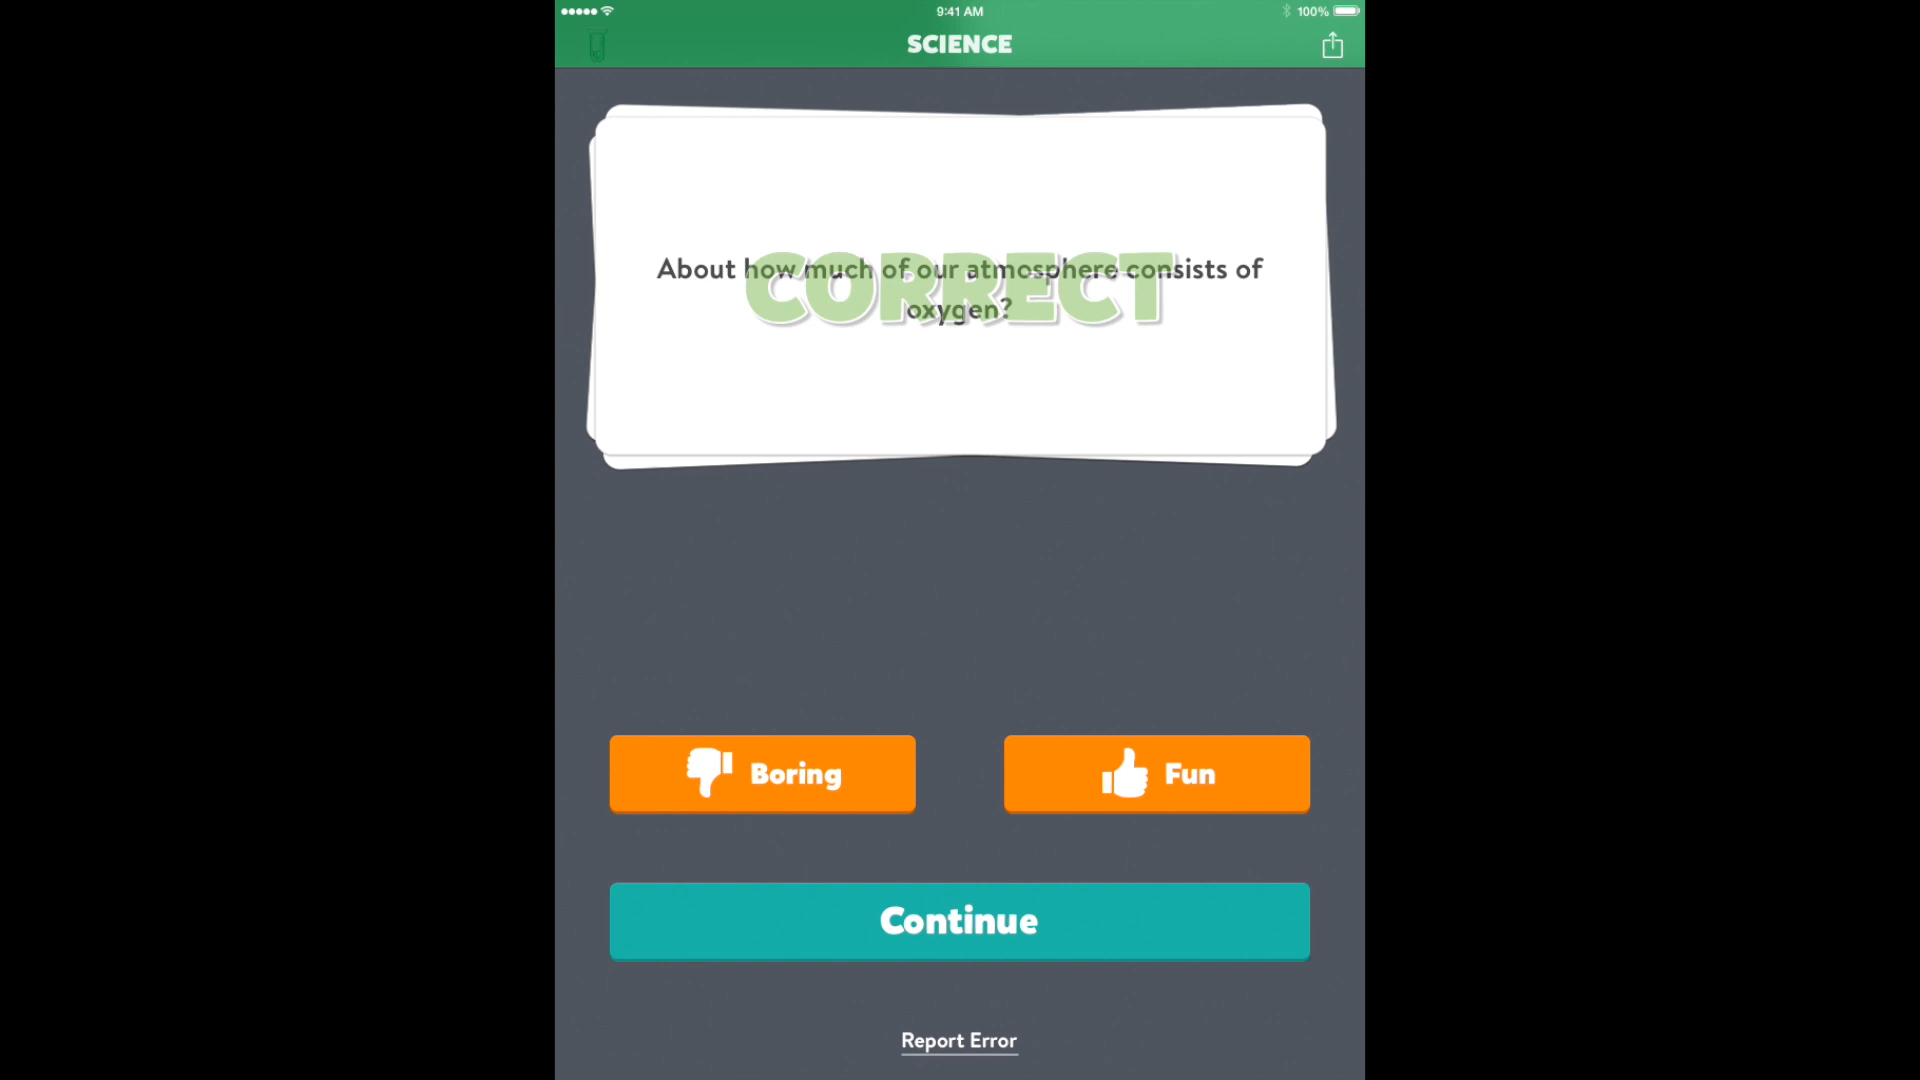 9:41 AM
100%
SCIENCE
About how much of our atmosphere consists of
oxygen?
CORRECT
Boring
Fun
Continue
Report Error